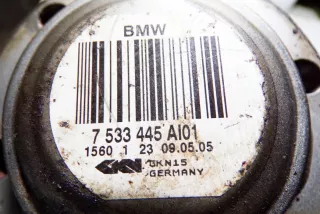 BMW
7 533 445 AI01
1560 1 23 09.05.05
GKN GKN15
GERMANY